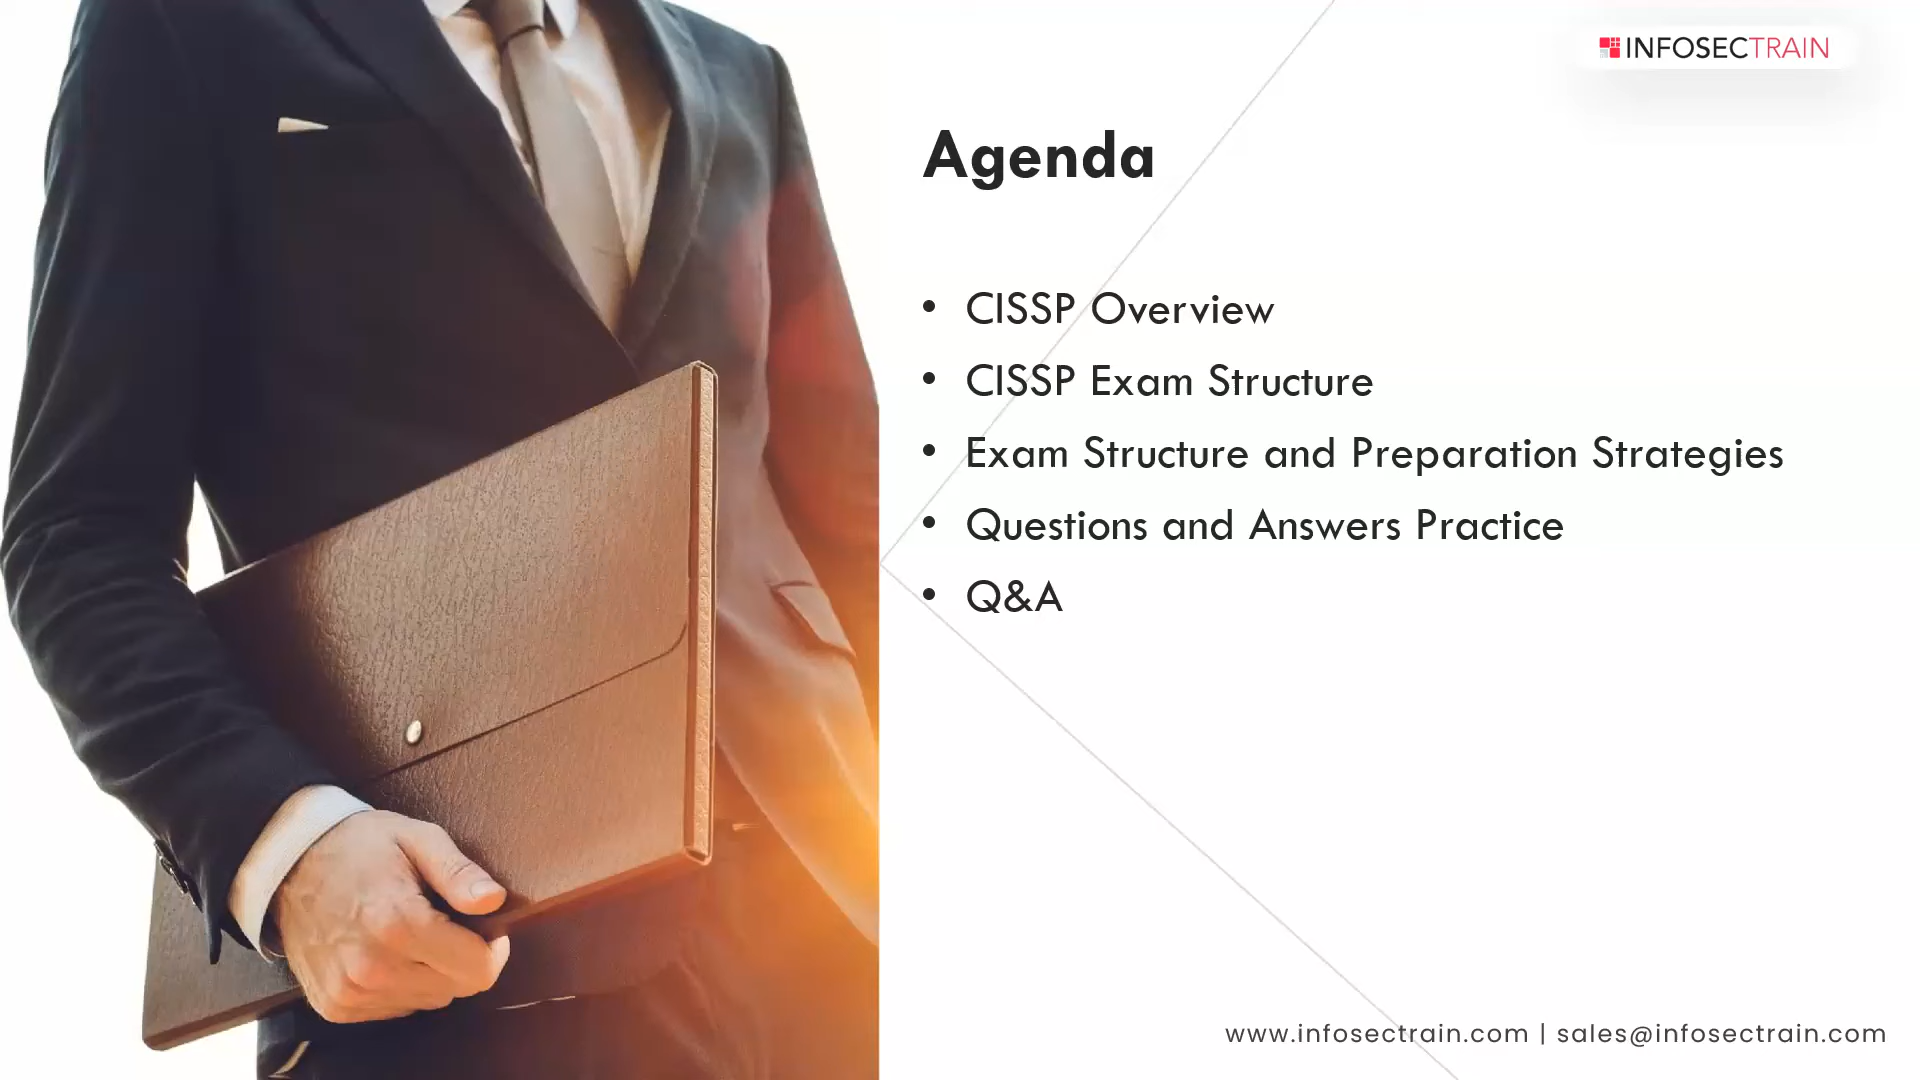 INFOSECTRAIN
Agenda
• CISSP Overview
• CISSP Exam Structure
• Exam Structure and Preparation Strategies
• Questions and Answers Practice
• Q&A
www.infosectrain.com | sales@infosectrain.com